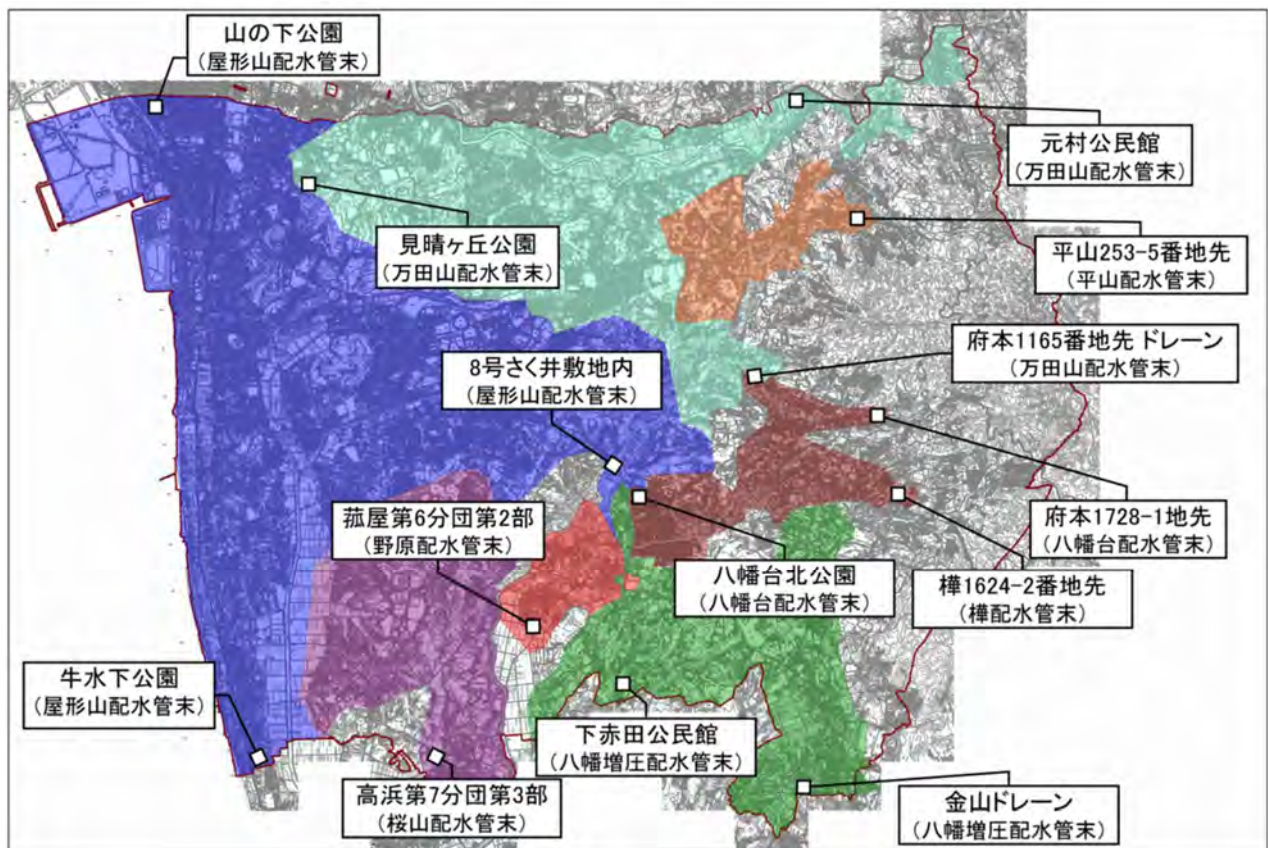 山の下公園
(屋形山配水管末)
元村公民館
(万田山配水管末)
見晴ヶ丘公園
(万田山配水管末)
平山253-5番地先
(平山配水管末)
府本1165番地先 ドレーン
(万田山配水管末)
8号さく井敷地内
(屋形山配水管末)
菰屋第6分団第2部
(野原配水管末)
府本1728-1地先
(八幡台配水管末)
八幡台北公園
(八幡台配水管末)
樺1624-2番地先
(樺配水管末)
牛水下公園
(屋形山配水管末)
下赤田公民館
(八幡増圧配水管末)
高浜第7分団第3部
(桜山配水管末)
金山ドレーン
(八幡増圧配水管末)